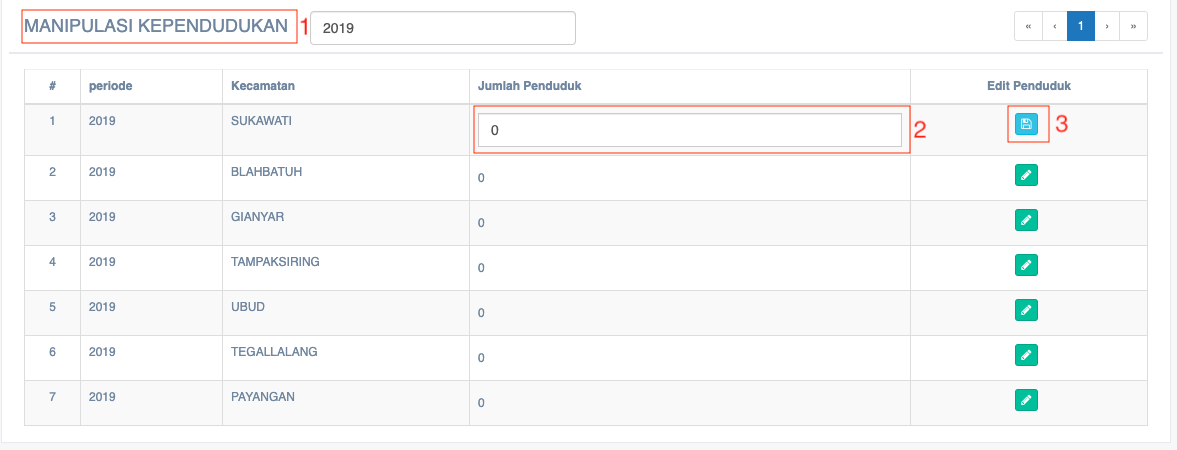 MANIPULASI KEPENDUDUKAN 1 2019 « ‹ 1 › »
# periode Kecamatan Jumlah Penduduk Edit Penduduk
1 2019 SUKAWATI 0 2 3
2 2019 BLAHBATUH 0
3 2019 GIANYAR 0
4 2019 TAMPAKSIRING 0
5 2019 UBUD 0
6 2019 TEGALLALANG 0
7 2019 PAYANGAN 0